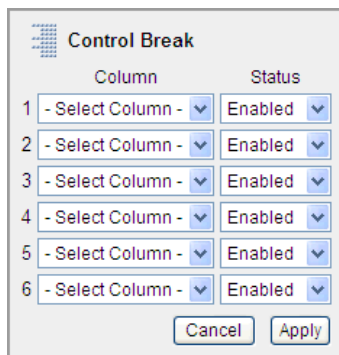 Control Break
Column Status
1 - Select Column - Enabled
2 - Select Column - Enabled
3 - Select Column - Enabled
4 - Select Column - Enabled
5 - Select Column - Enabled
6 - Select Column - Enabled
Cancel Apply